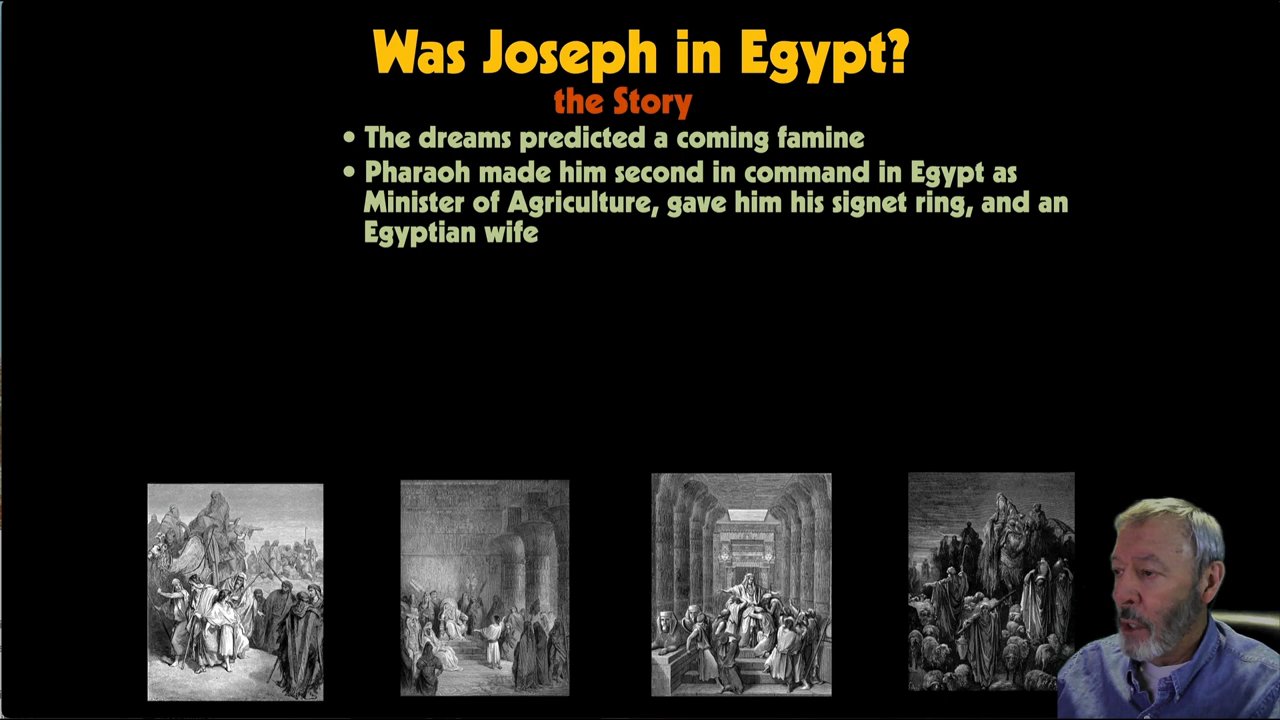 Was Joseph in Egypt?
the Story
• The dreams predicted a coming famine
• Pharaoh made him second in command in Egypt as
Minister of Agriculture, gave him his signet ring, and an
Egyptian wife